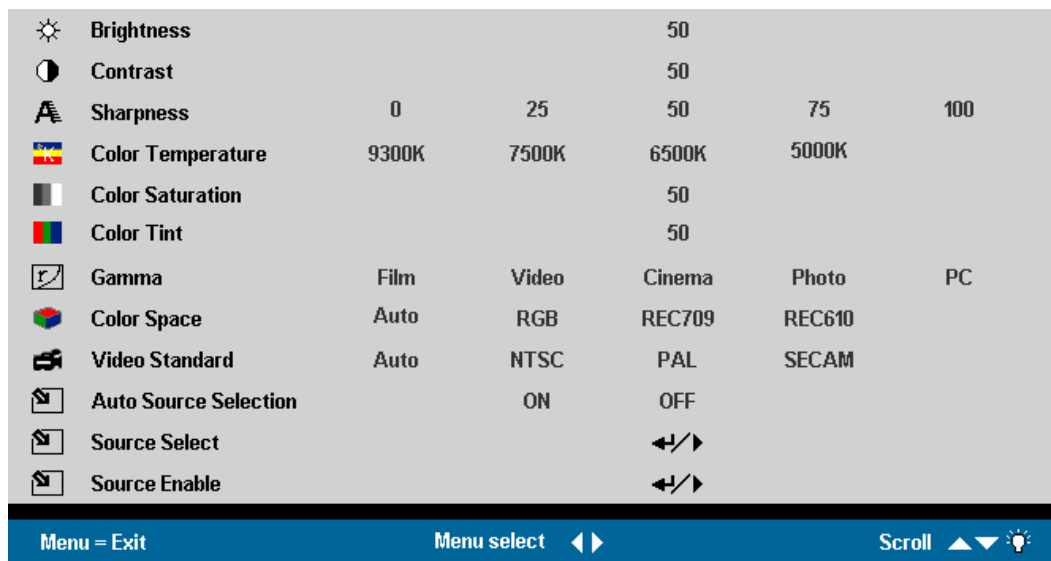 Brightness 50
Contrast 50
Sharpness 0 25 50 75 100
°K Color Temperature 9300K 7500K 6500K 5000K
Color Saturation 50
Color Tint 50
Gamma Film Video Cinema Photo PC
Color Space Auto RGB REC709 REC610
Video Standard Auto NTSC PAL SECAM
Auto Source Selection ON OFF
Source Select
Source Enable
Menu = Exit Menu select Scroll